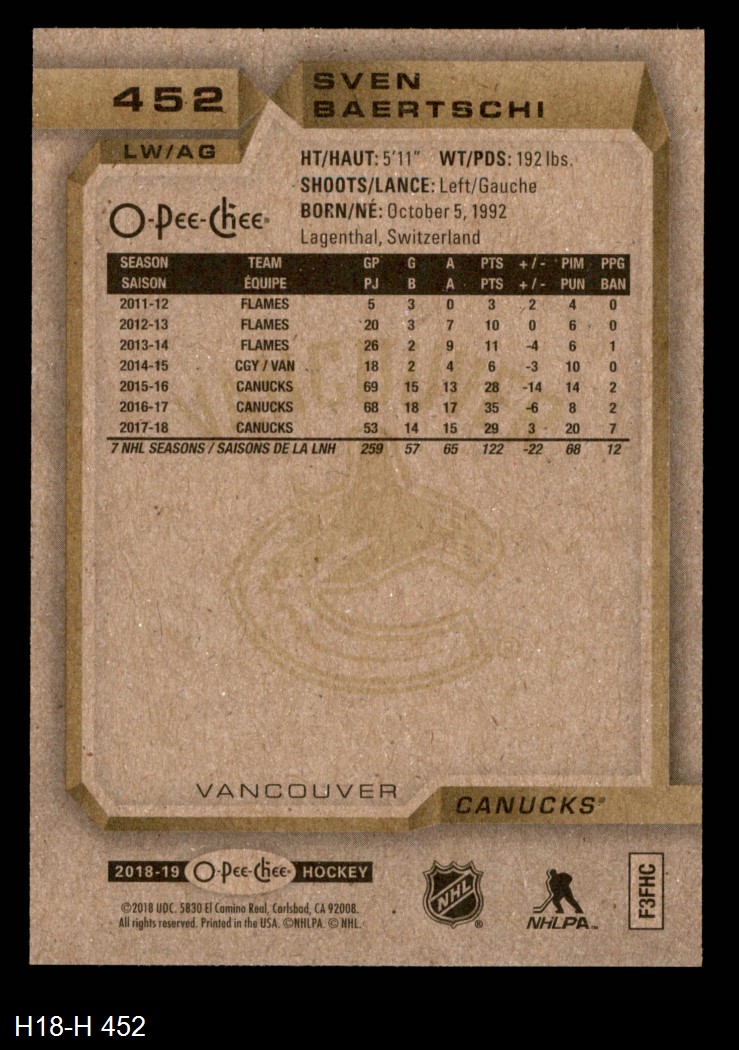 452
SVEN
BAERTSCHI
LW/AG
HT/HAUT: 5'11" WT/PDS: 192 lbs.
SHOOTS/LANCE: Left/Gauche
BORN/NÉ: October 5, 1992
Lagenthal, Switzerland
O-Pee-Chee®
SEASON TEAM GP G A PTS +/- PIM PPG
SAISON ÉQUIPE PJ B A PTS +/- PUN BAN
2011-12 FLAMES 5 3 0 3 2 4 0
2012-13 FLAMES 20 3 7 10 0 6 0
2013-14 FLAMES 26 2 9 11 -4 6 1
2014-15 CGY / VAN 18 2 4 6 -3 10 0
2015-16 CANUCKS 69 15 13 28 -14 14 2
2016-17 CANUCKS 68 18 17 35 -6 8 2
2017-18 CANUCKS 53 14 15 29 3 20 7
7 NHL SEASONS / SAISONS DE LA LNH 259 57 65 122 -22 68 12
VANCOUVER
CANUCKS®
2018-19 O-Pee-Chee® HOCKEY
©2018 UDC. 5830 El Camino Real, Carlsbad, CA 92008.
All rights reserved. Printed in the USA. ©NHLPA. © NHL.
NHL®
NHLPA™
F3FHC
H18-H 452